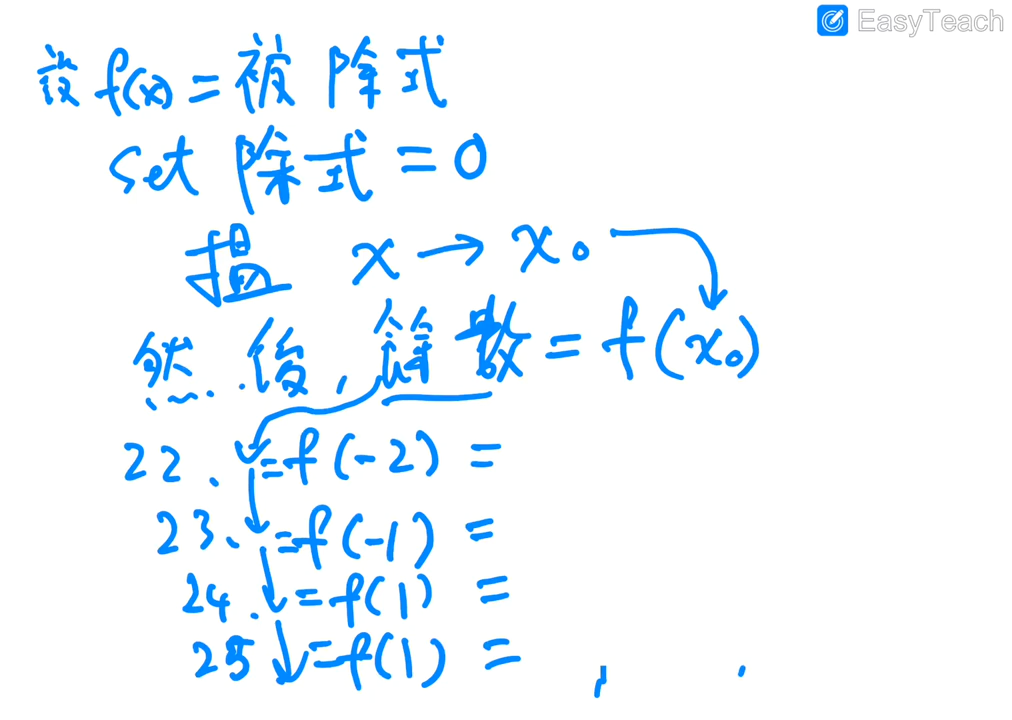 EasyTeach
設 f(x) = 被除式
set 除式 = 0
搵 x → x₀
然後, 餘數 = f(x₀)
22. = f(-2) =
23. = f(-1) =
24. = f(1) =
25. = f(1) =